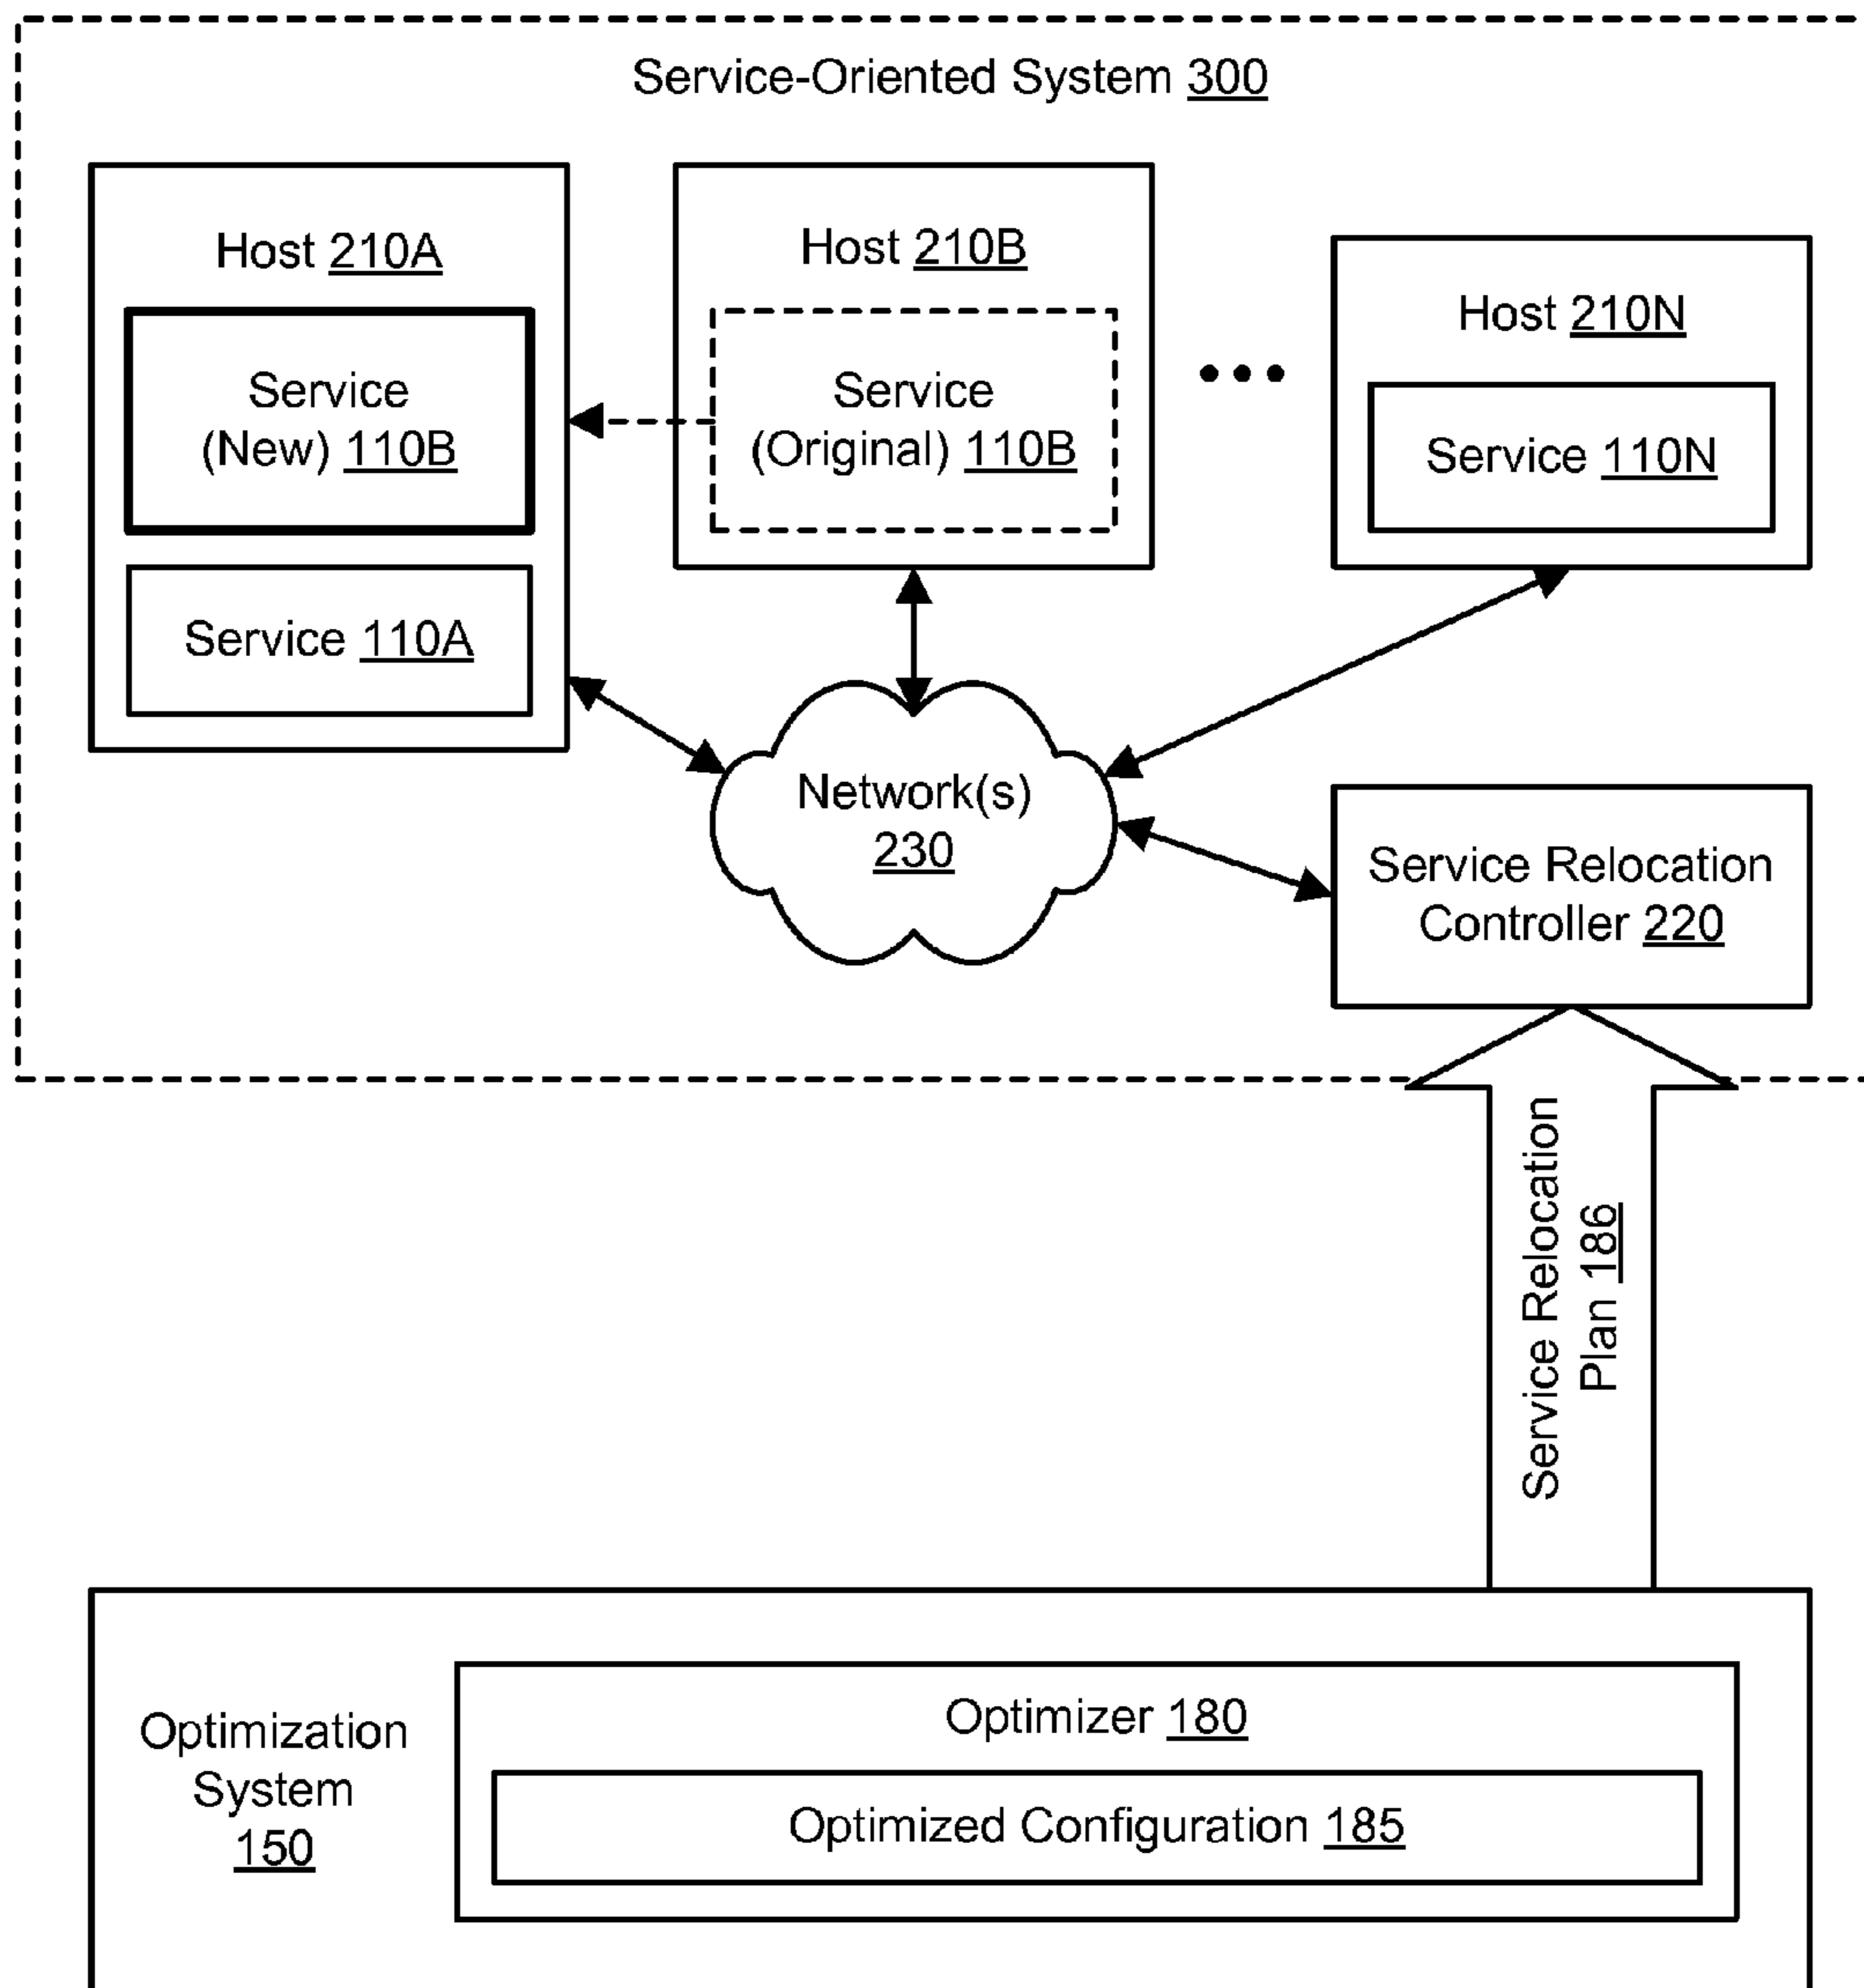 Service-Oriented System 300
Host 210A
Service
(New) 110B
Service 110A
Host 210B
Service
(Original) 110B
Host 210N
Service 110N
Network(s)
230
Service Relocation
Controller 220
Service Relocation
Plan 186
Optimization
System
150
Optimizer 180
Optimized Configuration 185